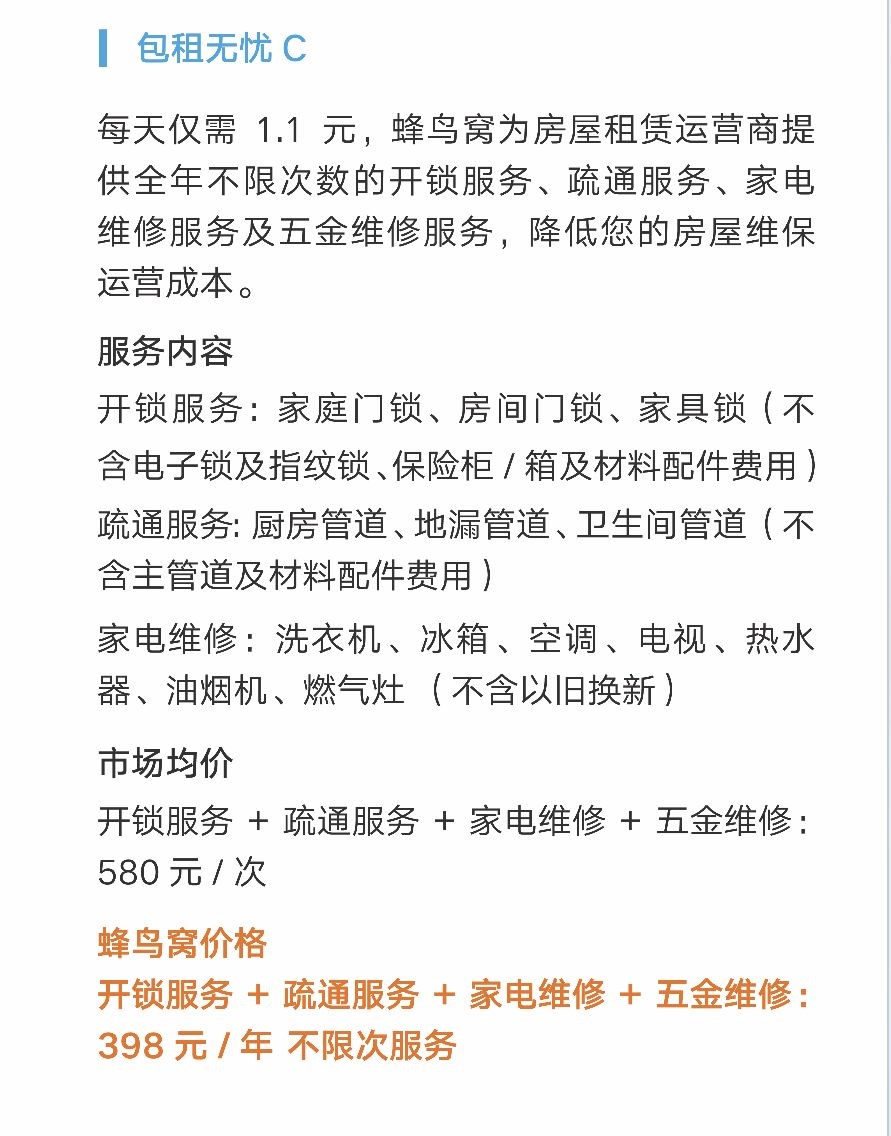 包租无忧 C
每天仅需 1.1 元，蜂鸟窝为房屋租赁运营商提
供全年不限次数的开锁服务、疏通服务、家电
维修服务及五金维修服务，降低您的房屋维保
运营成本。
服务内容
开锁服务：家庭门锁、房间门锁、家具锁（不
含电子锁及指纹锁、保险柜 / 箱及材料配件费用）
疏通服务：厨房管道、地漏管道、卫生间管道（不
含主管道及材料配件费用）
家电维修：洗衣机、冰箱、空调、电视、热水
器、油烟机、燃气灶（不含以旧换新）
市场均价
开锁服务 + 疏通服务 + 家电维修 + 五金维修：
580 元 / 次
蜂鸟窝价格
开锁服务 + 疏通服务 + 家电维修 + 五金维修：
398 元 / 年 不限次服务